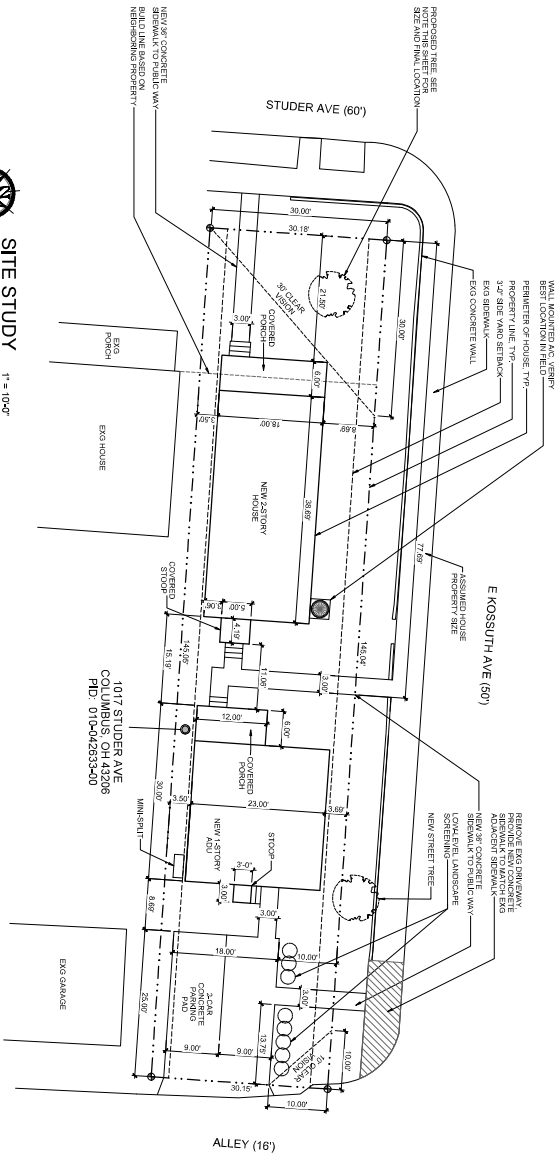 PROPOSED TREE. SEE
NOTE THIS SHEET FOR
SIZE AND FINAL LOCATION
STUDER AVE (60')
NEW 36" CONCRETE
SIDEWALK TO PUBLIC WAY
BUILD LINE BASED ON
NEIGHBORING PROPERTY
WALL MOUNTED A/C, VERIFY
BEST LOCATION IN FIELD
PERIMETER OF HOUSE, TYP.
PROPERTY LINE, TYP.
3'-0" SIDE YARD SETBACK
EXG SIDEWALK
EXG CONCRETE WALL
30.00'
30.18'
21.50'
30' CLEAR
VISION
30.00'
3.00'
COVERED
PORCH
6.00'
18.00'
3.50'
8.69'
38.69'
NEW 2-STORY
HOUSE
77.69'
ASSUMED HOUSE
PROPERTY SIZE
E KOSSUTH AVE (50')
EXG
PORCH
EXG HOUSE
COVERED
STOOP
5.00'
3.06'
4.19'
11.06'
3.00'
145.04'
145.05'
15.19'
12.00'
6.00'
COVERED
PORCH
1017 STUDER AVE
COLUMBUS, OH 43206
PID: 010-042633-00
30.00'
3.50'
23.00'
3.69'
NEW 1-STORY
ADU
STOOP
3'-0"
3.00'
3.00'
MINI-SPLIT
8.69'
REMOVE EXG DRIVEWAY.
PROVIDE NEW CONCRETE
SIDEWALK TO MATCH EXG
ADJACENT SIDEWALK
NEW 36" CONCRETE
SIDEWALK TO PUBLIC WAY
LOW-LEVEL LANDSCAPE
SCREENING
NEW STREET TREE
18.00'
10.00'
3.00'
2-CAR
CONCRETE
PARKING
PAD
13.75'
25.00'
9.00'
9.00'
10' CLEAR
VISION
10.00'
30.15'
10.00'
EXG GARAGE
ALLEY (16')
SITE STUDY
1" = 10'-0"